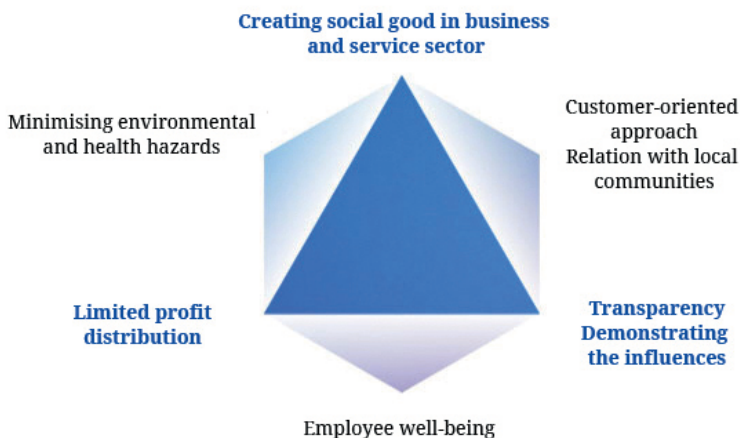 Creating social good in business
and service sector
Minimising environmental
and health hazards
Customer-oriented
approach
Relation with local
communities
Limited profit
distribution
Transparency
Demonstrating
the influences
Employee well-being